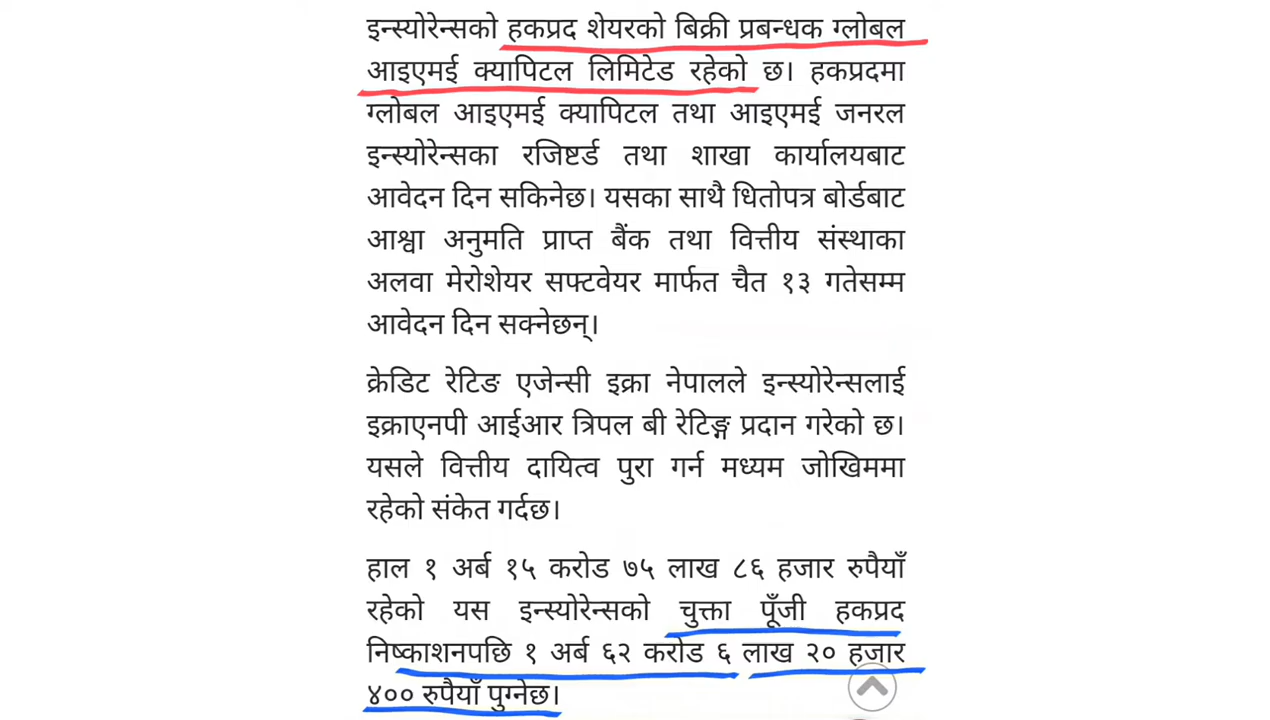 इन्स्योरेन्सको हकप्रद शेयरको बिक्री प्रबन्धक ग्लोबल
आइएमई क्यापिटल लिमिटेड रहेको छ। हकप्रदमा
ग्लोबल आइएमई क्यापिटल तथा आइएमई जनरल
इन्स्योरेन्सका रजिष्टर्ड तथा शाखा कार्यालयबाट
आवेदन दिन सकिनेछ। यसका साथै धितोपत्र बोर्डबाट
आश्वा अनुमति प्राप्त बैंक तथा वित्तीय संस्थाका
अलवा मेरोशेयर सफ्टवेयर मार्फत चैत १३ गतेसम्म
आवेदन दिन सक्नेछन्।
क्रेडिट रेटिङ एजेन्सी इक्रा नेपालले इन्स्योरेन्सलाई
इक्राएनपी आईआर त्रिपल बी रेटिङ्ग प्रदान गरेको छ।
यसले वित्तीय दायित्व पुरा गर्न मध्यम जोखिममा
रहेको संकेत गर्दछ।
हाल १ अर्ब १५ करोड ७५ लाख ८६ हजार रुपैयाँ
रहेको यस इन्स्योरेन्सको चुक्ता पूँजी हकप्रद
निष्काशनपछि १ अर्ब ६२ करोड ६ लाख २० हजार
४०० रुपैयाँ पुग्नेछ।